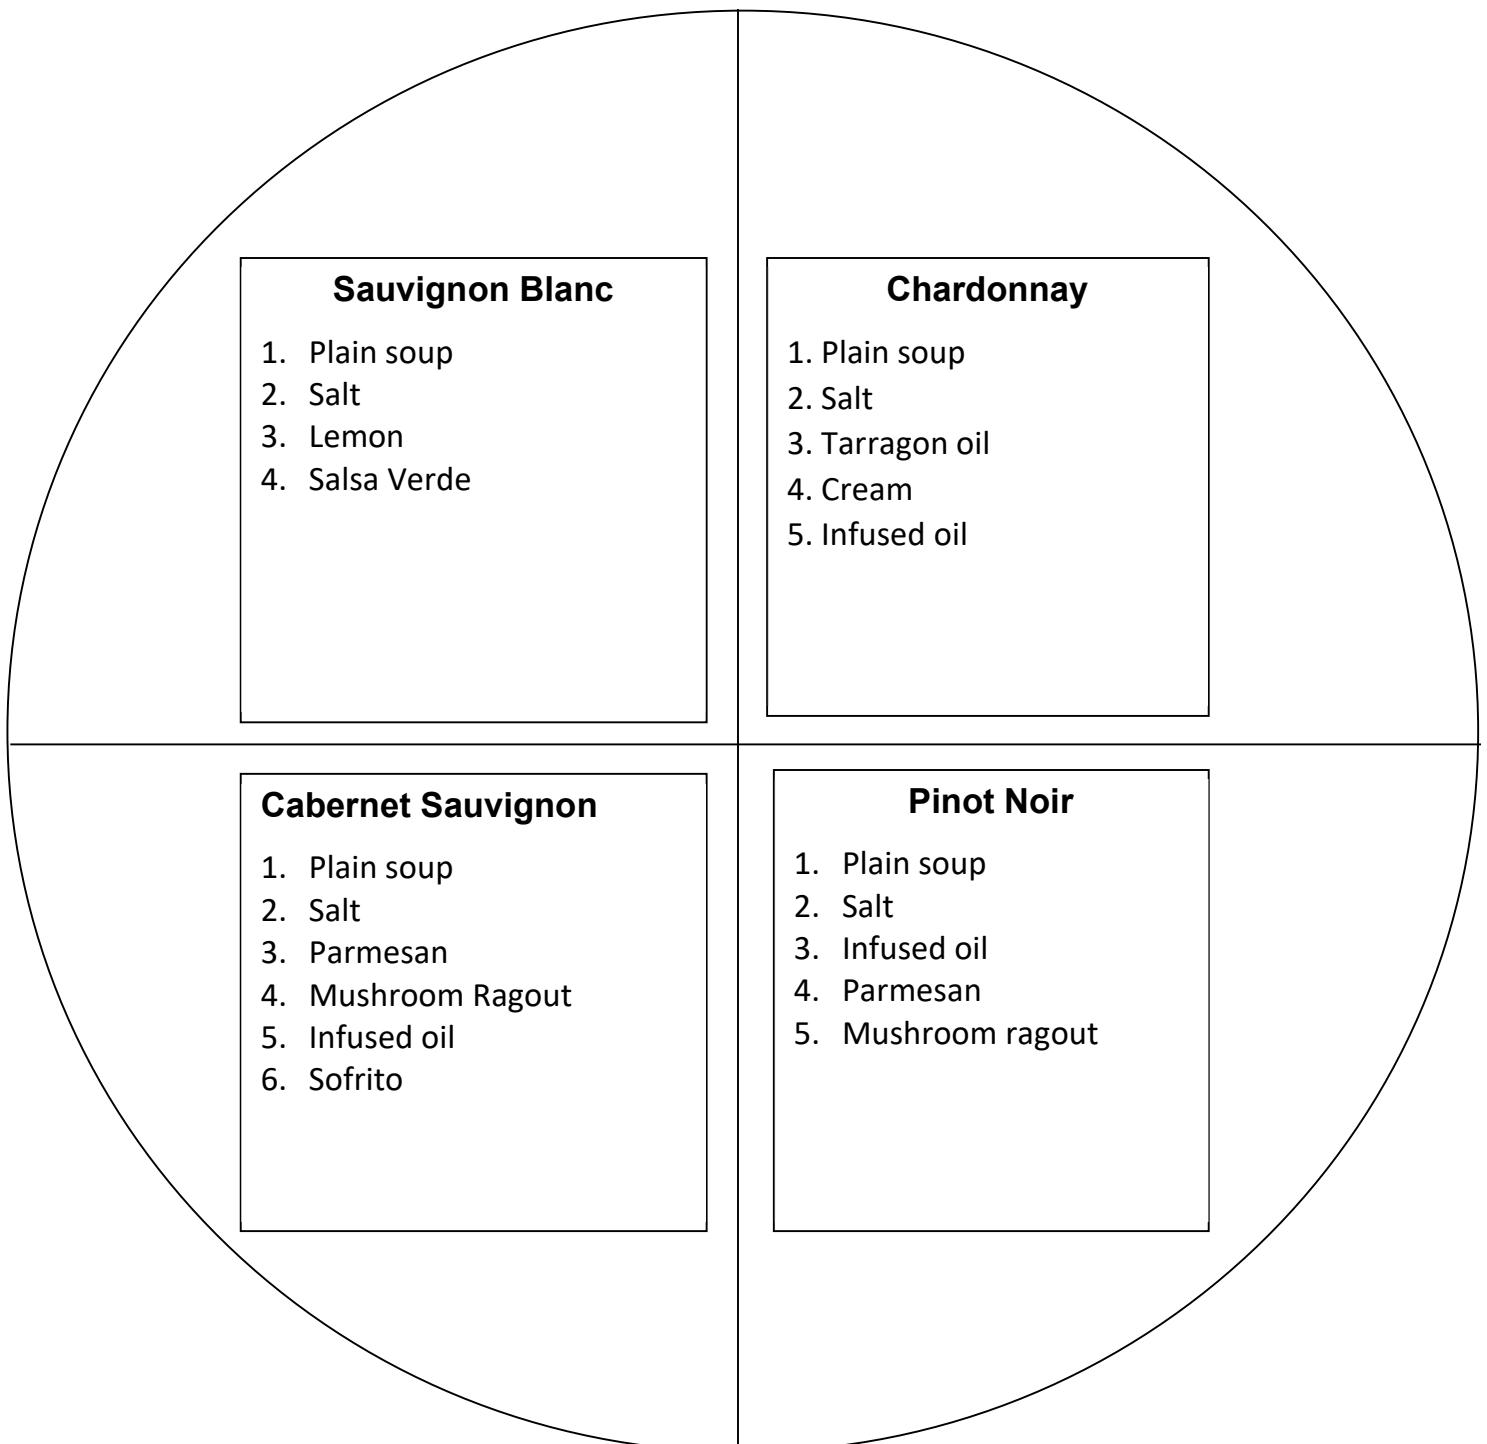 Sauvignon Blanc
1. Plain soup
2. Salt
3. Lemon
4. Salsa Verde
Chardonnay
1. Plain soup
2. Salt
3. Tarragon oil
4. Cream
5. Infused oil
Cabernet Sauvignon
1. Plain soup
2. Salt
3. Parmesan
4. Mushroom Ragout
5. Infused oil
6. Sofrito
Pinot Noir
1. Plain soup
2. Salt
3. Infused oil
4. Parmesan
5. Mushroom ragout